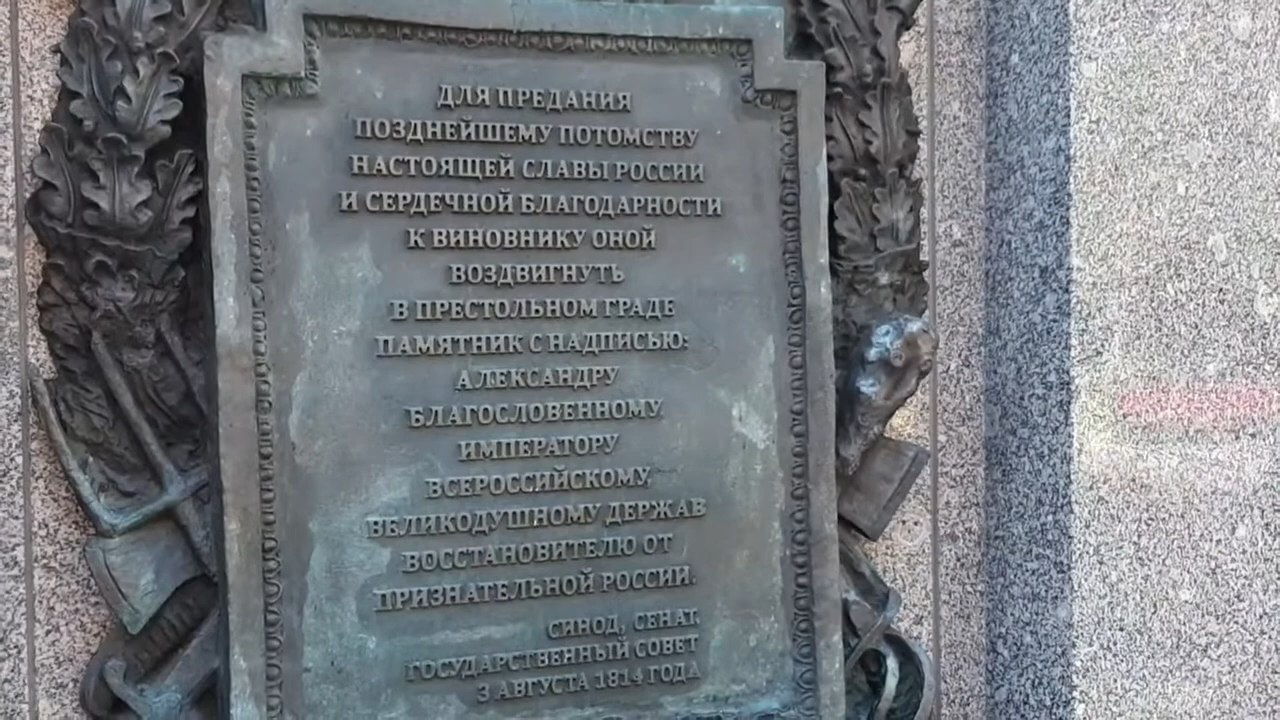 ДЛЯ ПРЕДАНИЯ
ПОЗДНЕЙШЕМУ ПОТОМСТВУ
НАСТОЯЩЕЙ СЛАВЫ РОССИИ
И СЕРДЕЧНОЙ БЛАГОДАРНОСТИ
К ВИНОВНИКУ ОНОЙ
ВОЗДВИГНУТЬ
В ПРЕСТОЛЬНОМ ГРАДЕ
ПАМЯТНИК С НАДПИСЬЮ:
АЛЕКСАНДРУ
БЛАГОСЛОВЕННОМУ,
ИМПЕРАТОРУ
ВСЕРОССИЙСКОМУ,
ВЕЛИКОДУШНОМУ ДЕРЖАВ
ВОССТАНОВИТЕЛЮ ОТ
ПРИЗНАТЕЛЬНОЙ РОССИИ.
СИНОД, СЕНАТ,
ГОСУДАРСТВЕННЫЙ СОВЕТ
3 АВГУСТА 1814 ГОДА